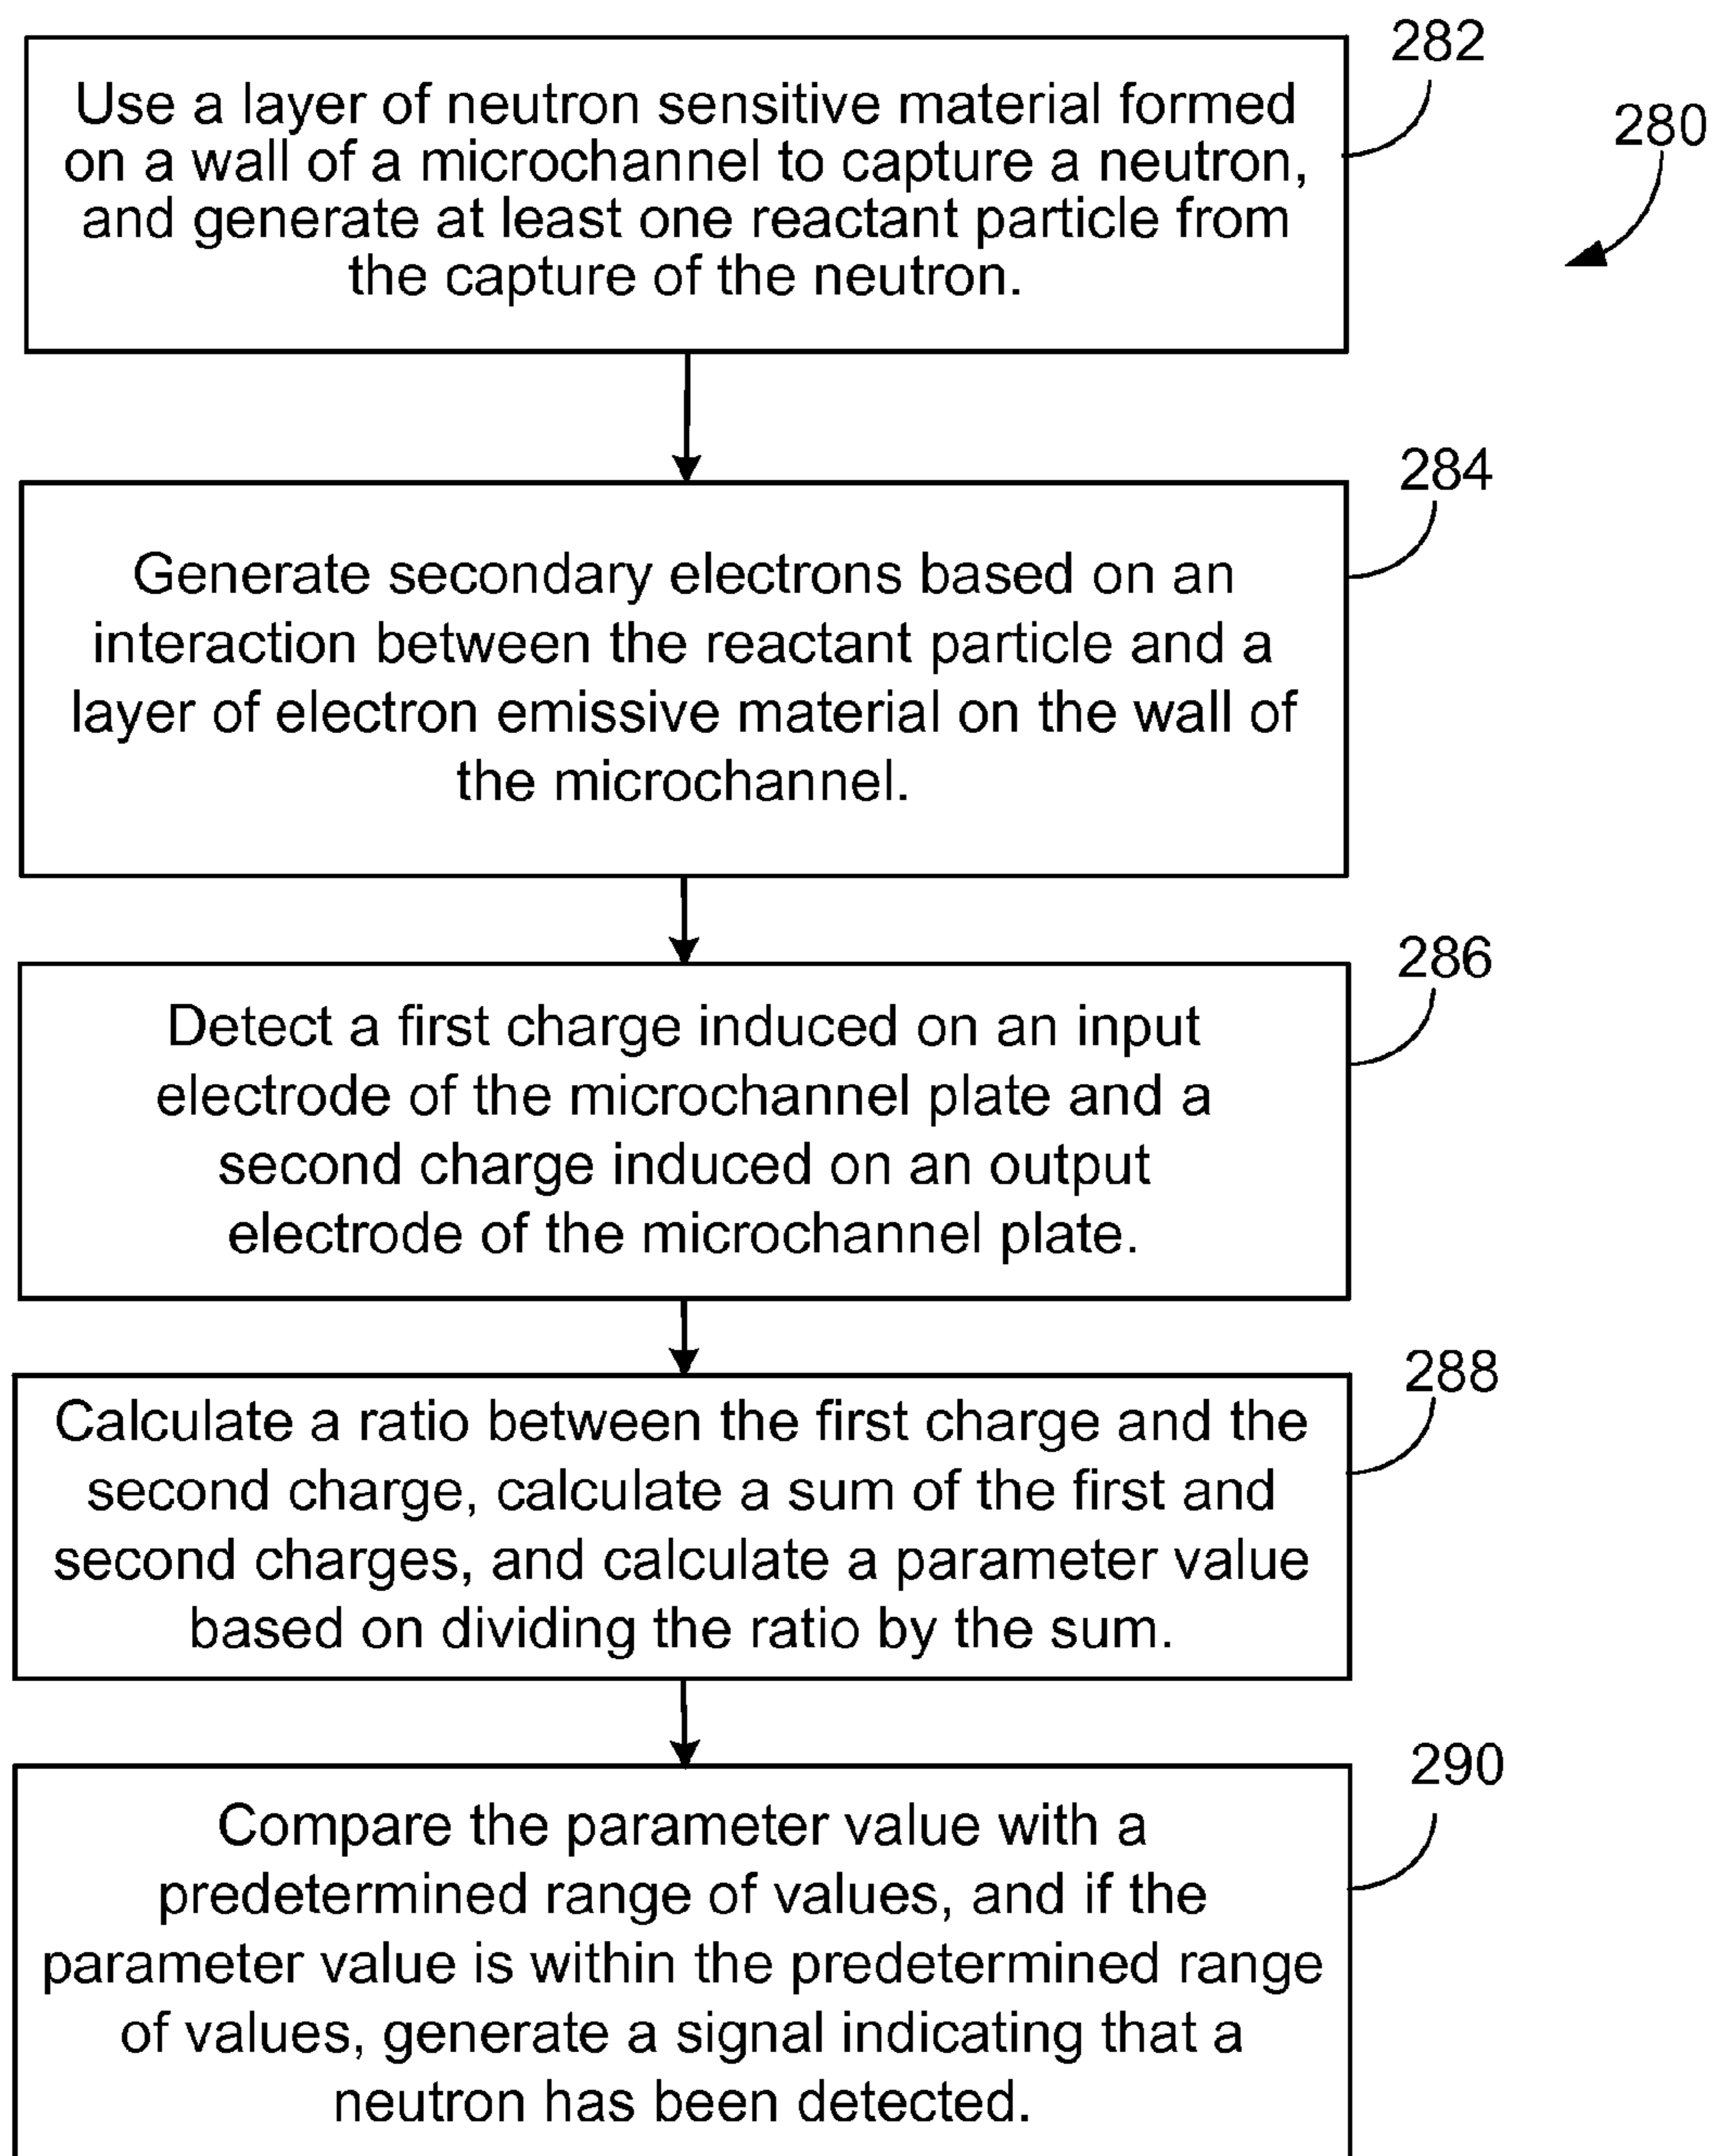 282
280
Use a layer of neutron sensitive material formed
on a wall of a microchannel to capture a neutron,
and generate at least one reactant particle from
the capture of the neutron.
284
Generate secondary electrons based on an
interaction between the reactant particle and a
layer of electron emissive material on the wall of
the microchannel.
286
Detect a first charge induced on an input
electrode of the microchannel plate and a
second charge induced on an output
electrode of the microchannel plate.
288
Calculate a ratio between the first charge and the
second charge, calculate a sum of the first and
second charges, and calculate a parameter value
based on dividing the ratio by the sum.
290
Compare the parameter value with a
predetermined range of values, and if the
parameter value is within the predetermined range
of values, generate a signal indicating that a
neutron has been detected.